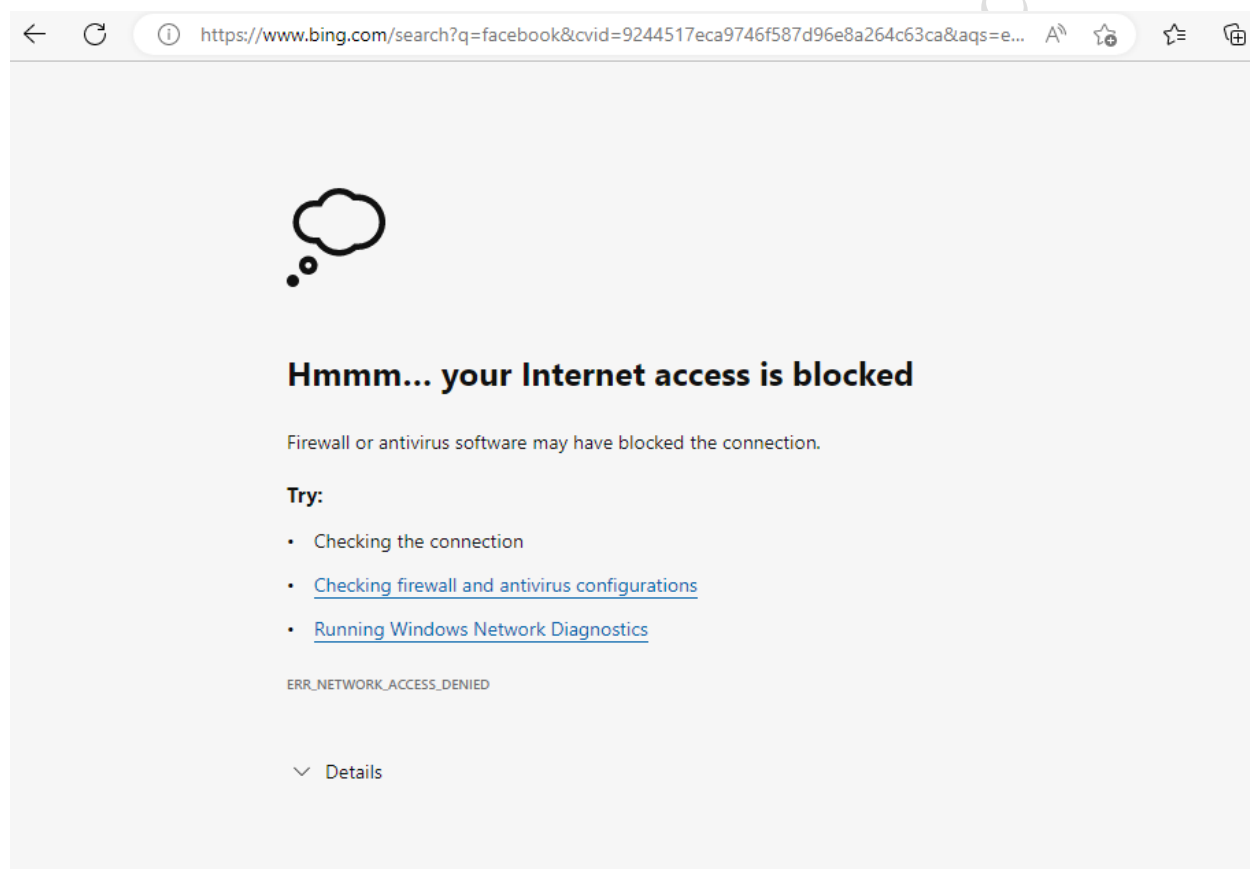 https://www.bing.com/search?q=facebook&cvid=9244517eca9746f587d96e8a264c63ca&aqs=e...
Hmmm... your Internet access is blocked
Firewall or antivirus software may have blocked the connection.
Try:
• Checking the connection
• Checking firewall and antivirus configurations
• Running Windows Network Diagnostics
ERR_NETWORK_ACCESS_DENIED
Details